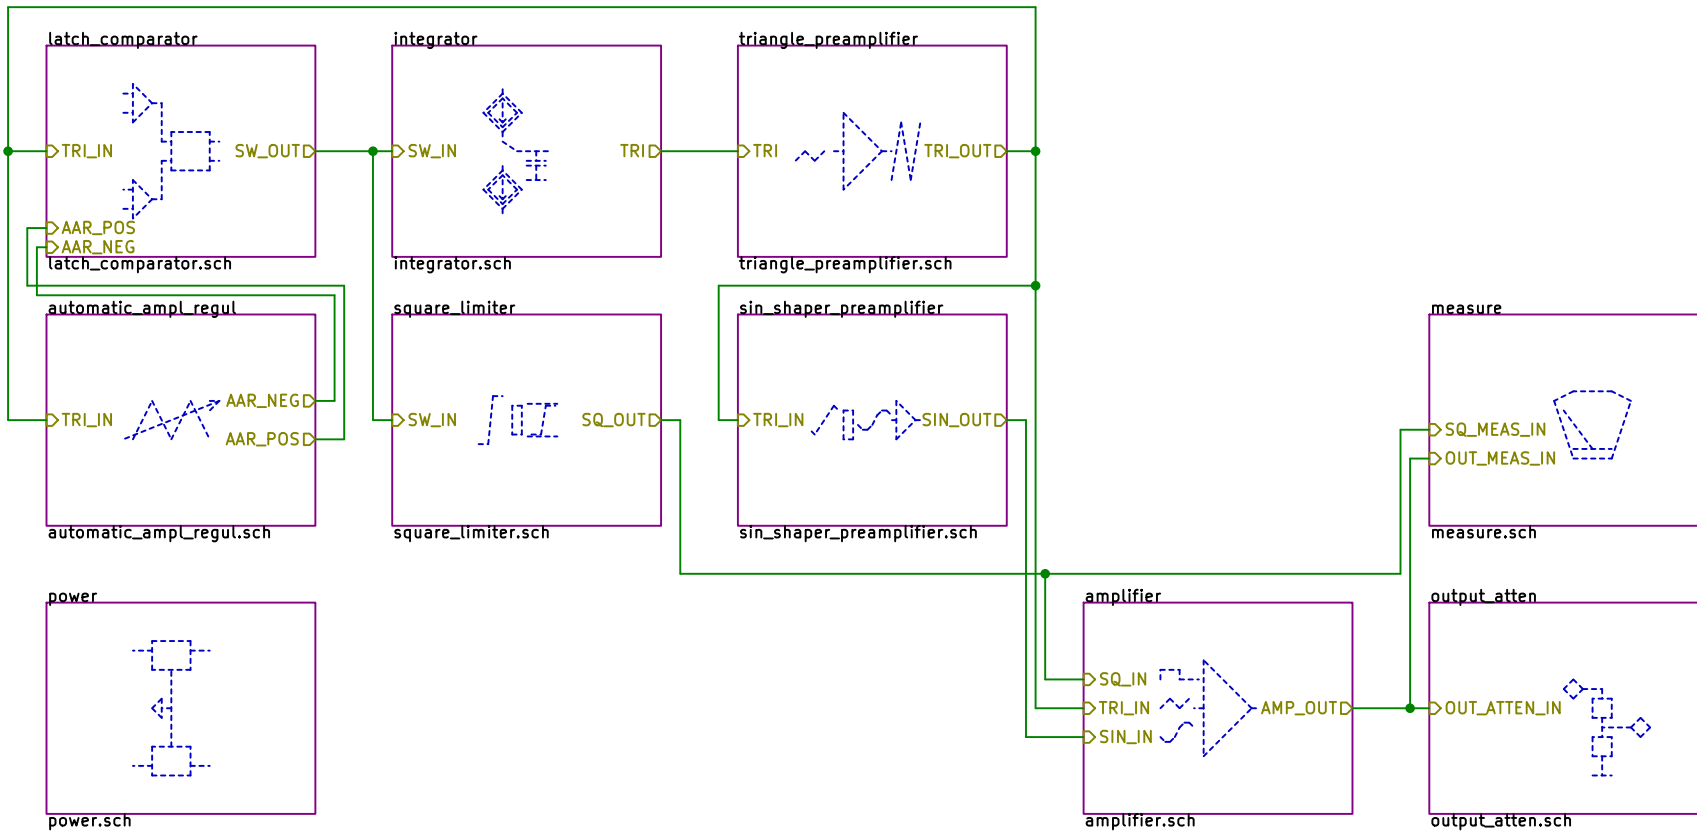 latch_comparator
TRI_IN
SW_OUT
AAR_POS
AAR_NEG
latch_comparator.sch
integrator
SW_IN
TRI
integrator.sch
triangle_preamplifier
TRI
TRI_OUT
triangle_preamplifier.sch
automatic_ampl_regul
TRI_IN
AAR_NEG
AAR_POS
automatic_ampl_regul.sch
square_limiter
SW_IN
SQ_OUT
square_limiter.sch
sin_shaper_preamplifier
TRI_IN
SIN_OUT
sin_shaper_preamplifier.sch
measure
SQ_MEAS_IN
OUT_MEAS_IN
measure.sch
power
power.sch
amplifier
SQ_IN
TRI_IN
SIN_IN
AMP_OUT
amplifier.sch
output_atten
OUT_ATTEN_IN
output_atten.sch